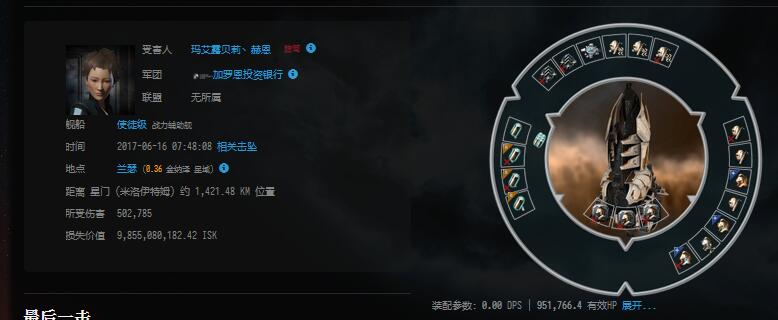 受害人 玛艾露贝莉丶赫恩
军团 加罗恩投资银行
联盟 无所属
舰船 使徒级 战力辅助舰
时间 2017-06-16 07:48:08 相关击坠
地点 兰瑟 (0.36 金纳泽 星域)
距离 星门 (米洛伊特姆) 约 1,421.48 KM 位置
所受伤害 502,785
损失价值 9,855,080,182.42 ISK
装配参数: 0.00 DPS | 951,766.4 有效HP 展开...
最后一击